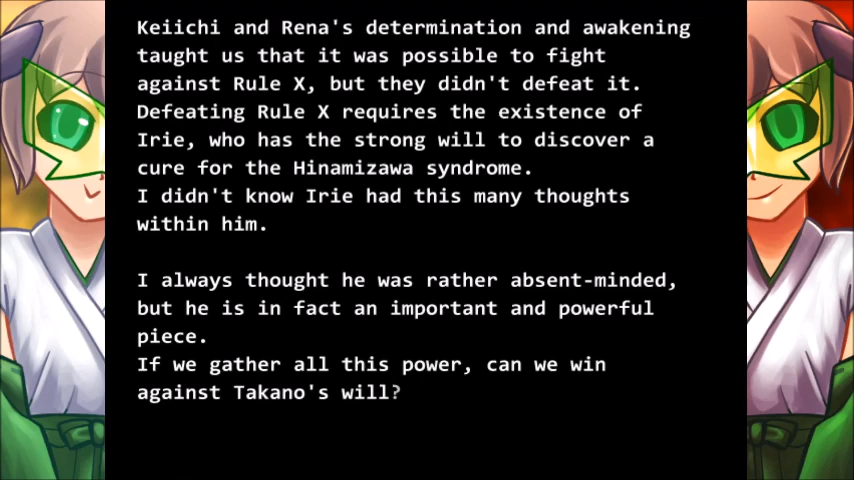 Keiichi and Rena's determination and awakening
taught us that it was possible to fight
against Rule X, but they didn't defeat it.
Defeating Rule X requires the existence of
Irie, who has the strong will to discover a
cure for the Hinamizawa syndrome.
I didn't know Irie had this many thoughts
within him.
I always thought he was rather absent-minded,
but he is in fact an important and powerful
piece.
If we gather all this power, can we win
against Takano's will?